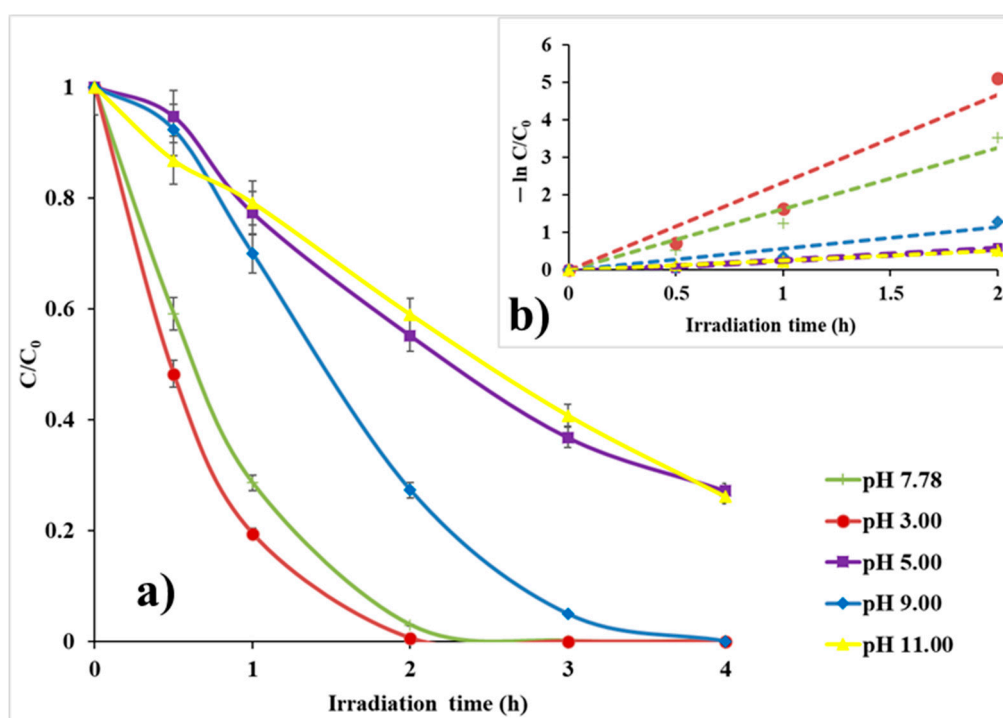 6
5
4
3
2
1
0
– ln C/C0
0
0.5
1
1.5
2
Irradiation time (h)
b)
1
0.8
0.6
0.4
0.2
0
C/C0
0
1
2
3
4
Irradiation time (h)
a)
pH 7.78
pH 3.00
pH 5.00
pH 9.00
pH 11.00